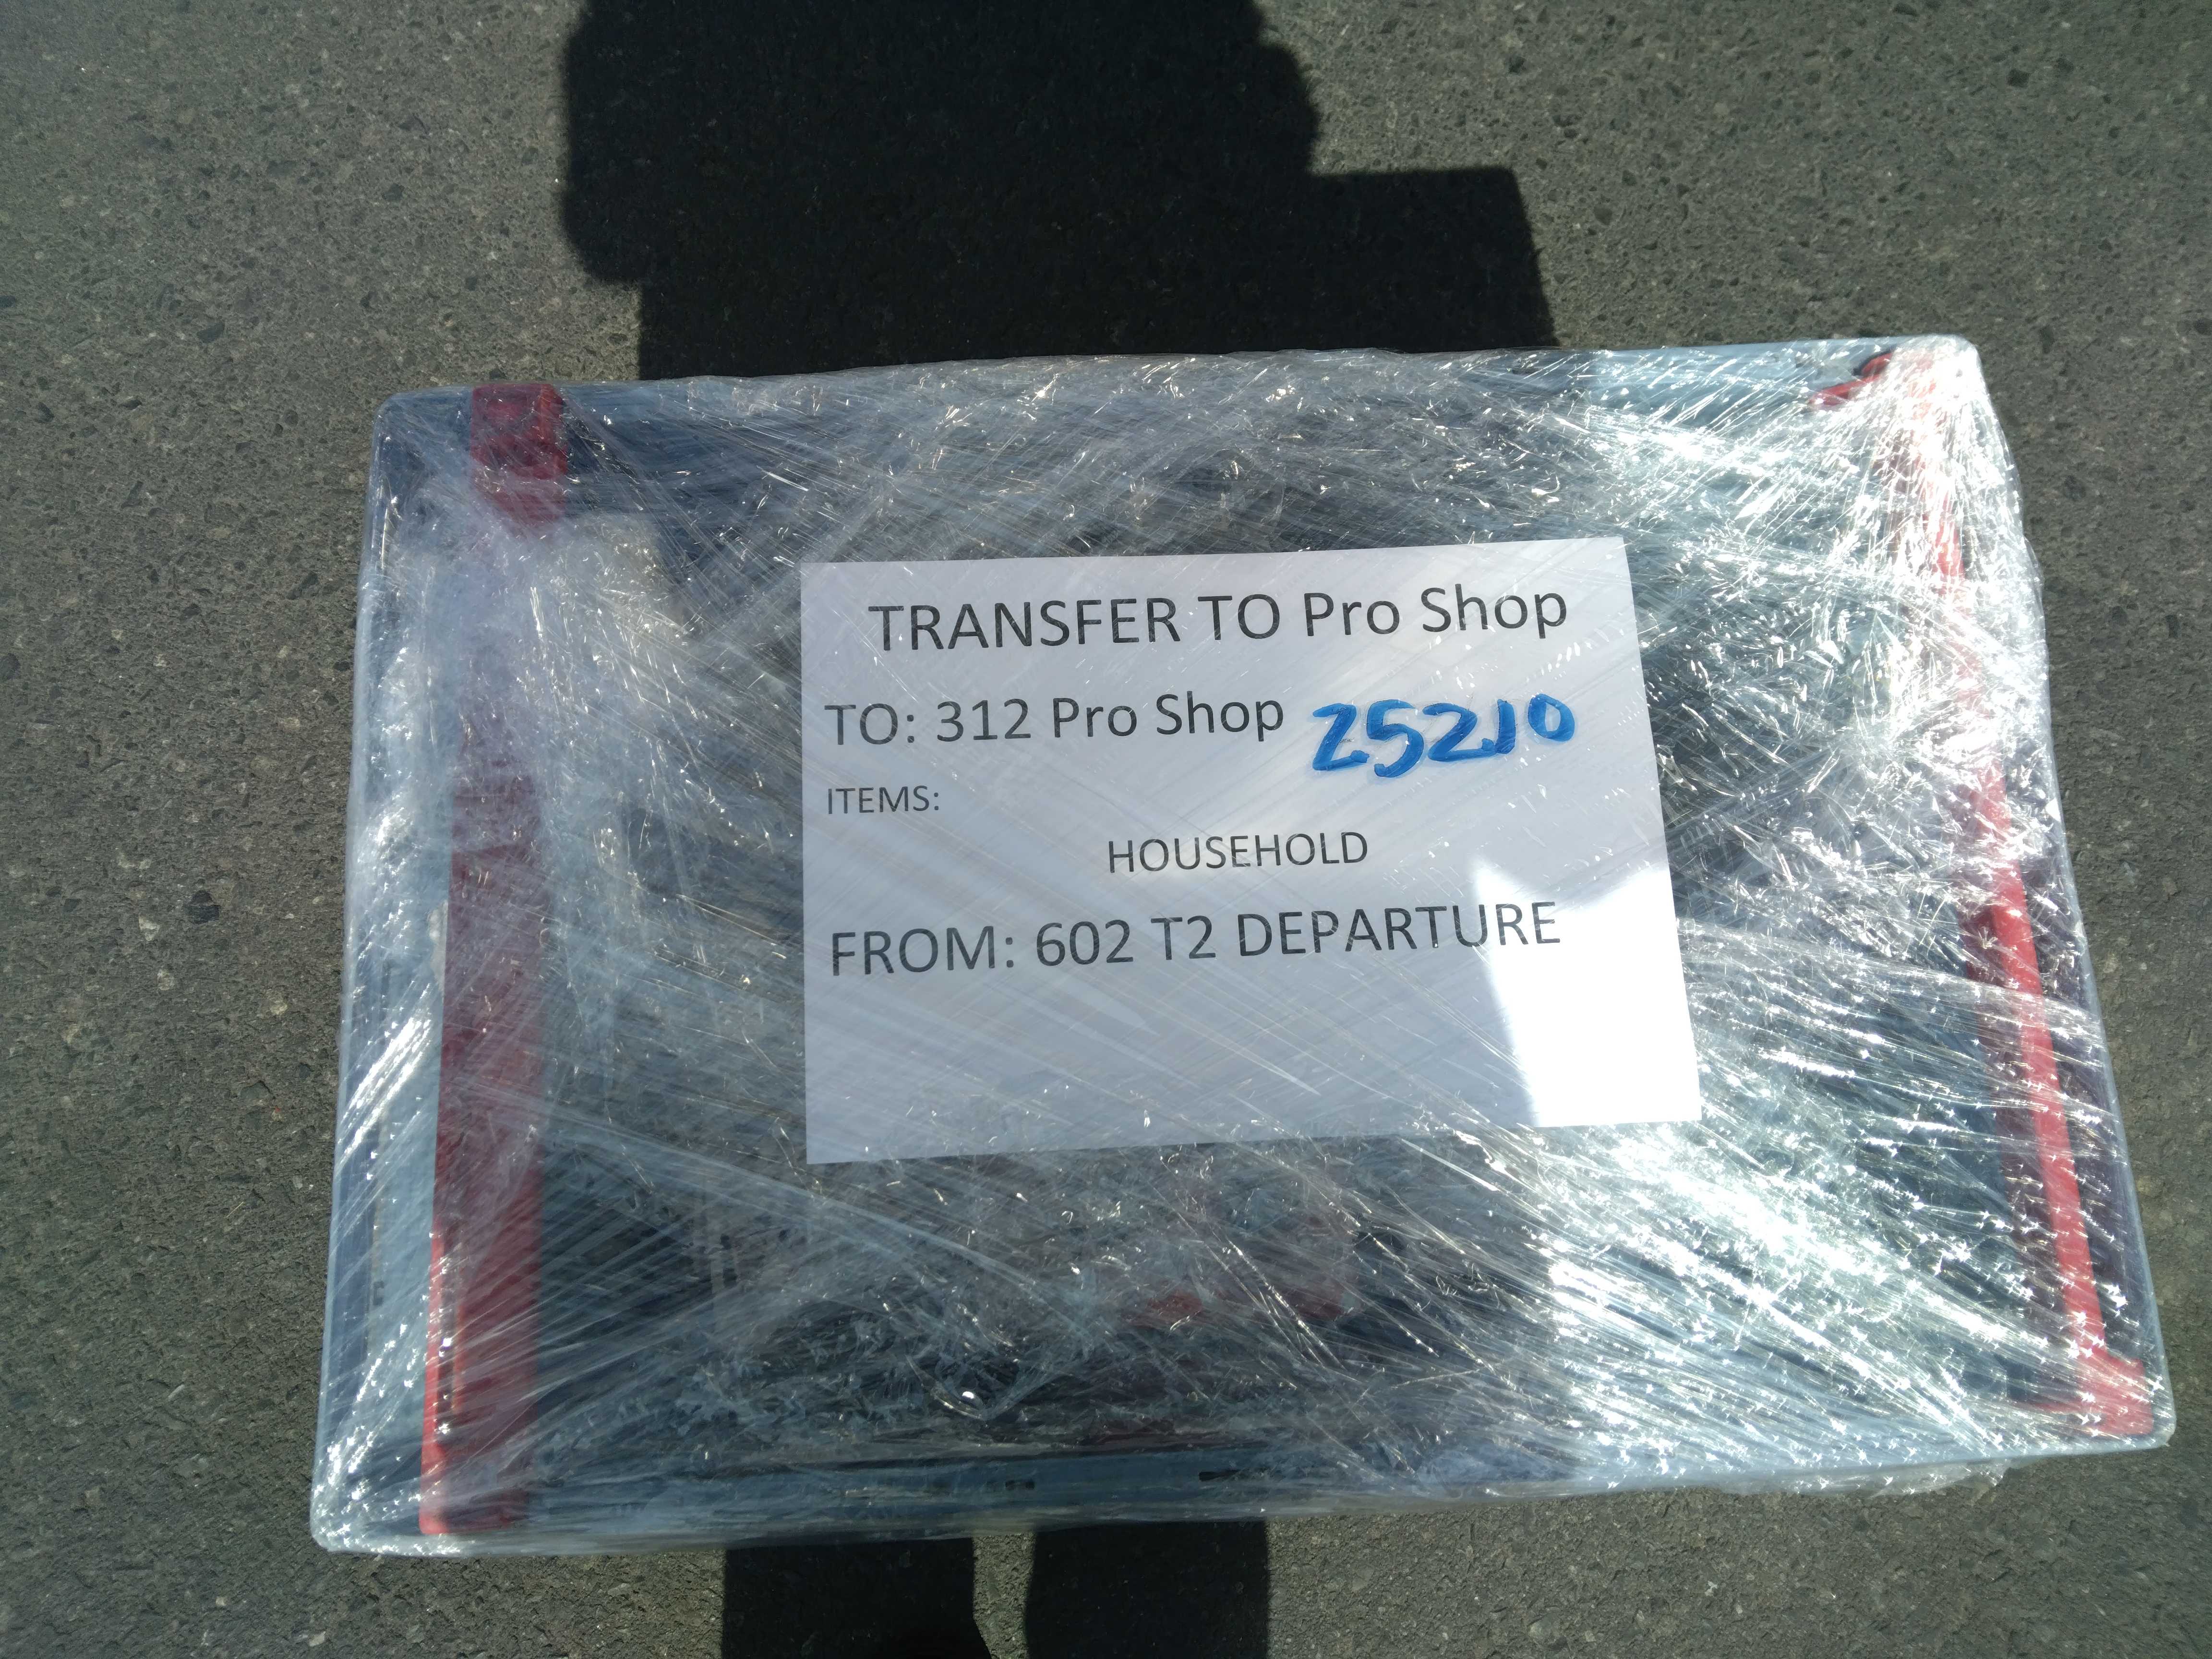 TRANSFER TO Pro Shop
TO: 312 Pro Shop 25210
ITEMS:
HOUSEHOLD
FROM: 602 T2 DEPARTURE